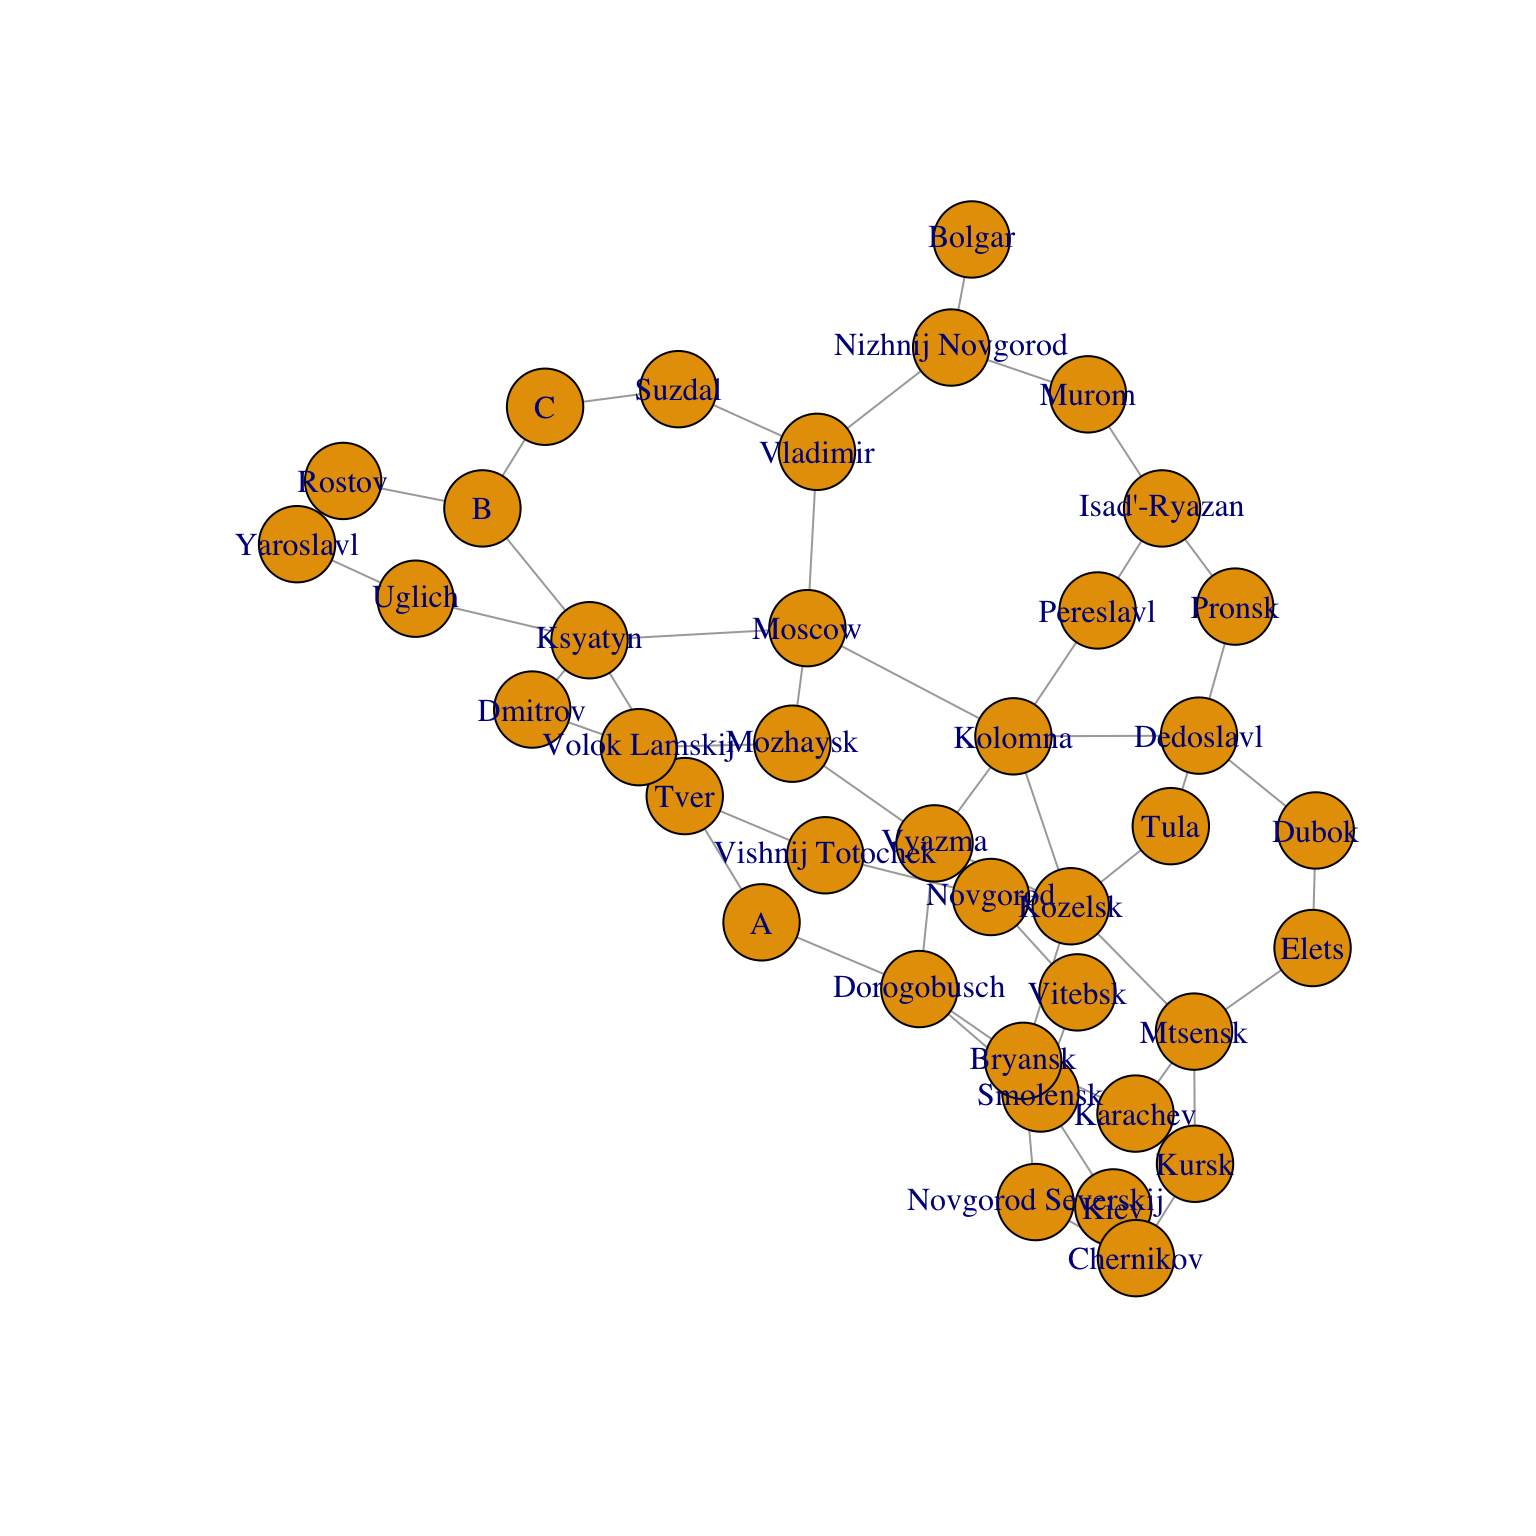 Bolgar
Nizhnij Novgorod
Suzdal
Murom
C
Vladimir
Rostov
B
Isad'-Ryazan
Yaroslavl
Uglich
Pereslavl
Pronsk
Ksyatyn
Moscow
Dmitrov
Volok Lamskij
Mozhaysk
Kolomna
Dedoslavl
Tver
Tula
Dubok
Vyazma
Vishnij Totochek
Novgorod
Kozelsk
A
Elets
Dorogobusch
Vitebsk
Mtsensk
Bryansk
Smolensk
Karachev
Kursk
Novgorod Severskij
Kiev
Chernikov